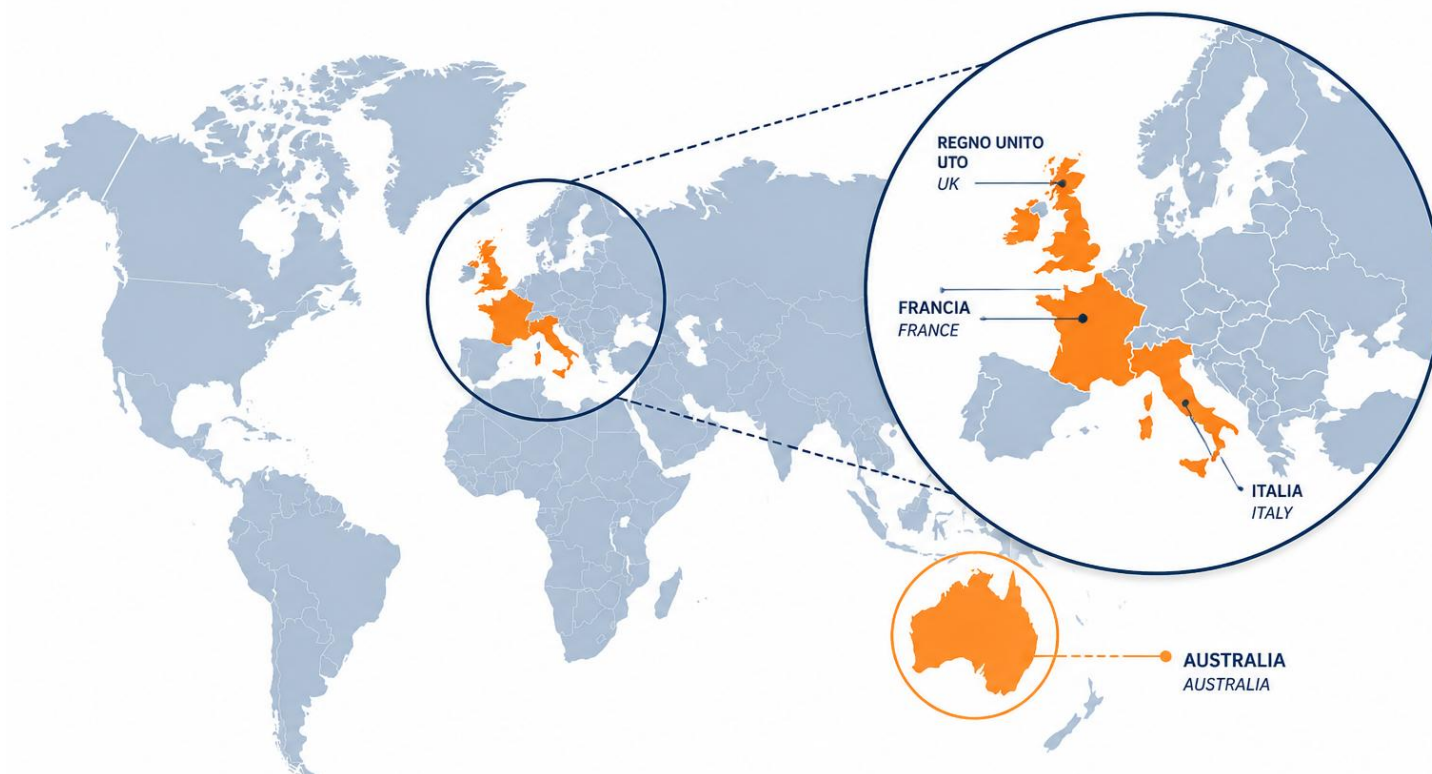 REGNO UNITO
UTO
UK
FRANCIA
FRANCE
ITALIA
ITALY
AUSTRALIA
AUSTRALIA